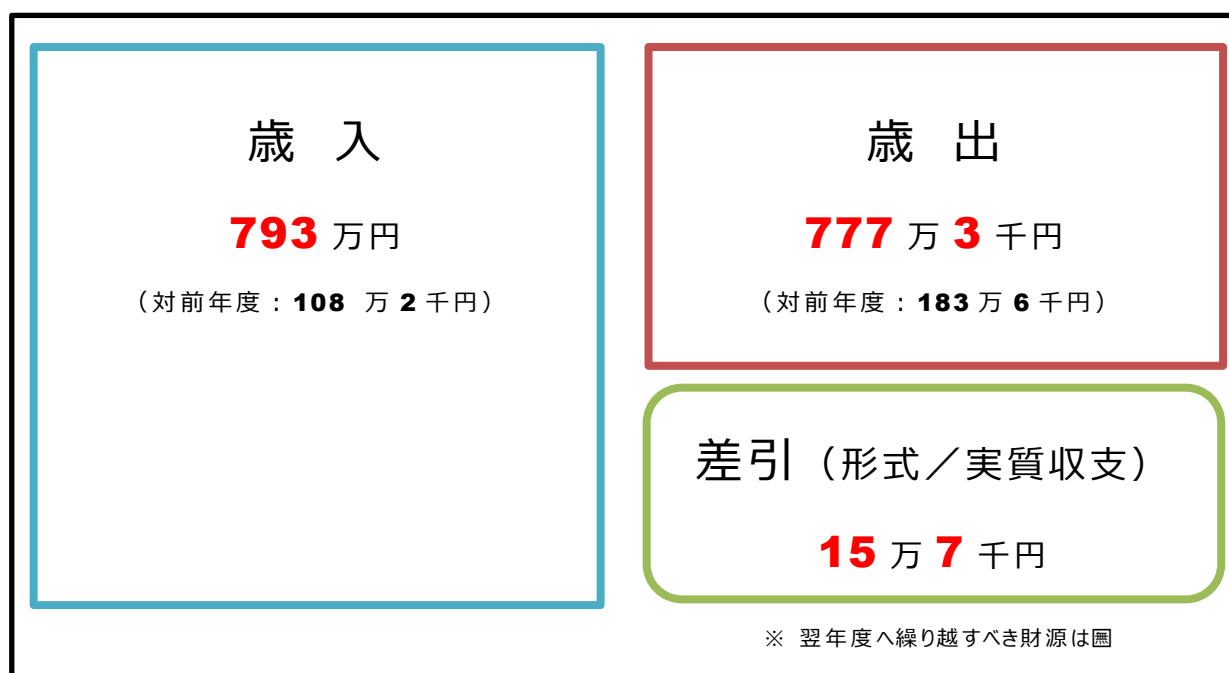 歳 入
793 万円
（対前年度：108 万 2 千円）
歳 出
777 万 3 千円
（対前年度：183 万 6 千円）
差引（形式／実質収支）
15 万 7 千円
※ 翌年度へ繰り越すべき財源は